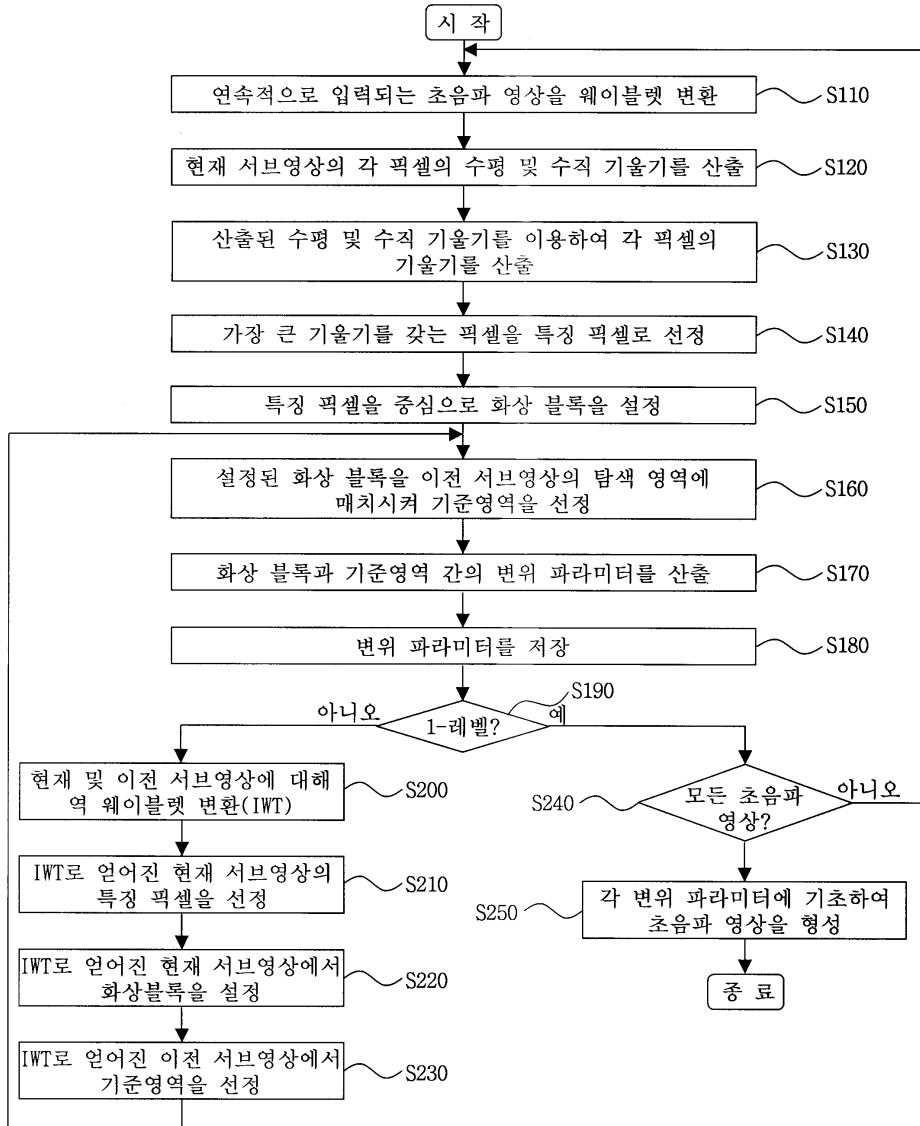 시 작
연속적으로 입력되는 초음파 영상을 웨이블렛 변환
S110
현재 서브영상의 각 픽셀의 수평 및 수직 기울기를 산출
S120
산출된 수평 및 수직 기울기를 이용하여 각 픽셀의
기울기를 산출
S130
가장 큰 기울기를 갖는 픽셀을 특징 픽셀로 선정
S140
특징 픽셀을 중심으로 화상 블록을 설정
S150
설정된 화상 블록을 이전 서브영상의 탐색 영역에
매치시켜 기준영역을 선정
S160
화상 블록과 기준영역 간의 변위 파라미터를 산출
S170
변위 파라미터를 저장
S180
S190
아니오
1-레벨?
예
현재 및 이전 서브영상에 대해
역 웨이블렛 변환(IWT)
S200
IWT로 얻어진 현재 서브영상의
특징 픽셀을 선정
S210
IWT로 얻어진 현재 서브영상에서
화상블록을 설정
S220
IWT로 얻어진 이전 서브영상에서
기준영역을 선정
S230
S240
모든 초음파
영상?
아니오
S250
각 변위 파라미터에 기초하여
초음파 영상을 형성
종 료